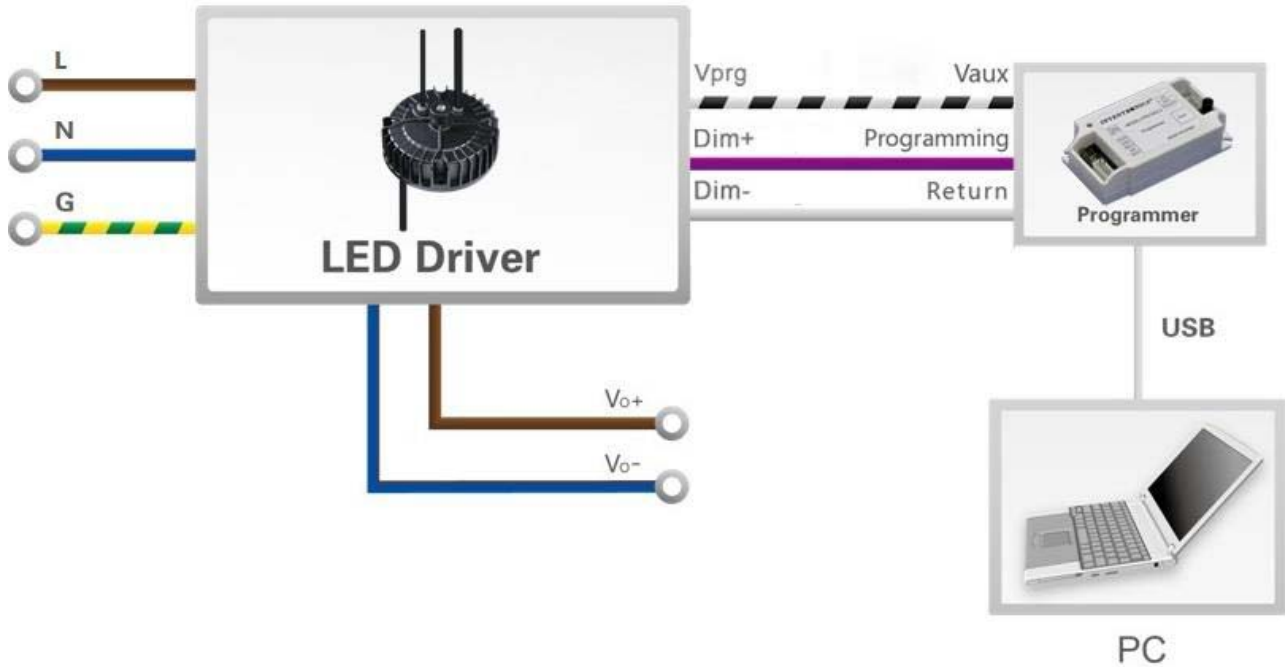 L
N
G
LED Driver
Vprg
Vaux
Dim+
Programming
Dim-
Return
Programmer
USB
Vo+
Vo-
PC